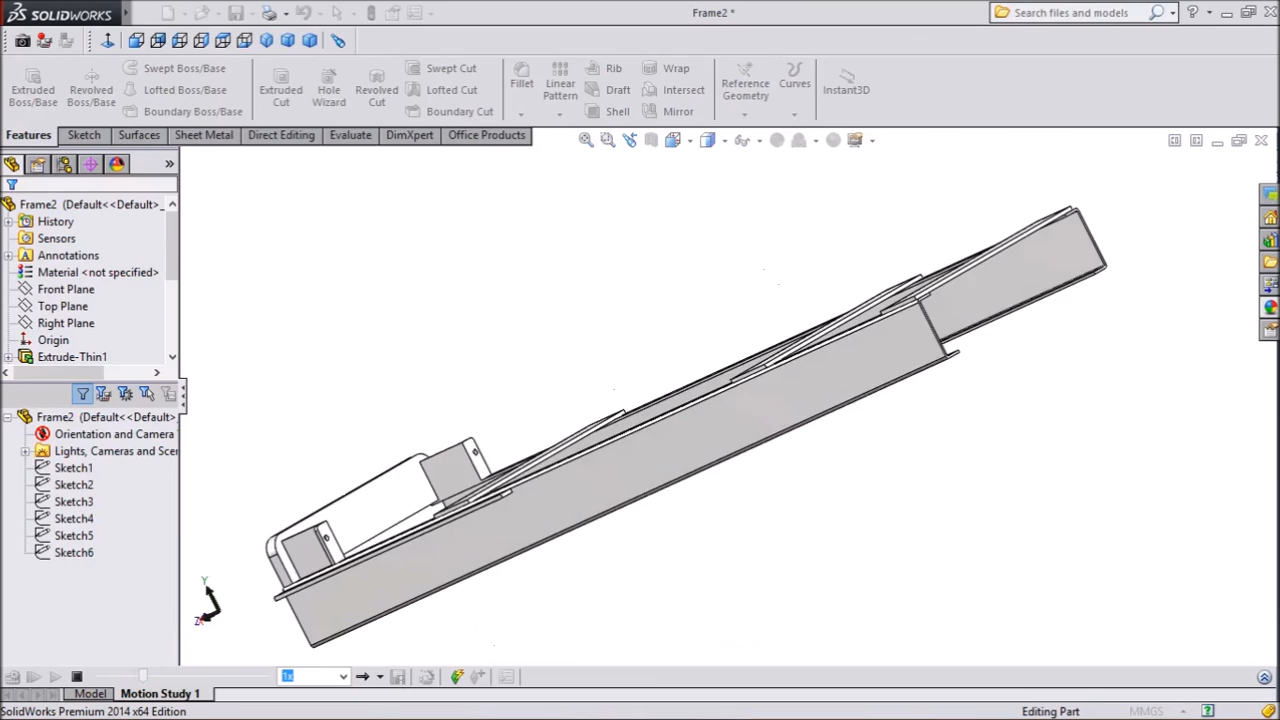 SOLIDWORKS
Frame2 *
Search files and models
Extruded Boss/Base
Revolved Boss/Base
Swept Boss/Base
Lofted Boss/Base
Boundary Boss/Base
Extruded Cut
Hole Wizard
Revolved Cut
Swept Cut
Lofted Cut
Boundary Cut
Fillet
Linear Pattern
Rib
Draft
Shell
Wrap
Intersect
Mirror
Reference Geometry
Curves
Instant3D
Features
Sketch
Surfaces
Sheet Metal
Direct Editing
Evaluate
DimXpert
Office Products
Frame2 (Default<<Default>_
History
Sensors
Annotations
Material <not specified>
Front Plane
Top Plane
Right Plane
Origin
Extrude-Thin1
Frame2 (Default<<Default>
Orientation and Camera
Lights, Cameras and Scer
Sketch1
Sketch2
Sketch3
Sketch4
Sketch5
Sketch6
Y
Z
1x
Model
Motion Study 1
SolidWorks Premium 2014 x64 Edition
Editing Part
MMGS